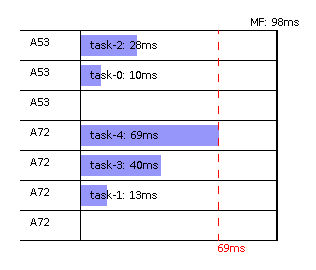 MF: 98ms
A53 task-2: 28ms
A53 task-0: 10ms
A53
A72 task-4: 69ms
A72 task-3: 40ms
A72 task-1: 13ms
A72
69ms